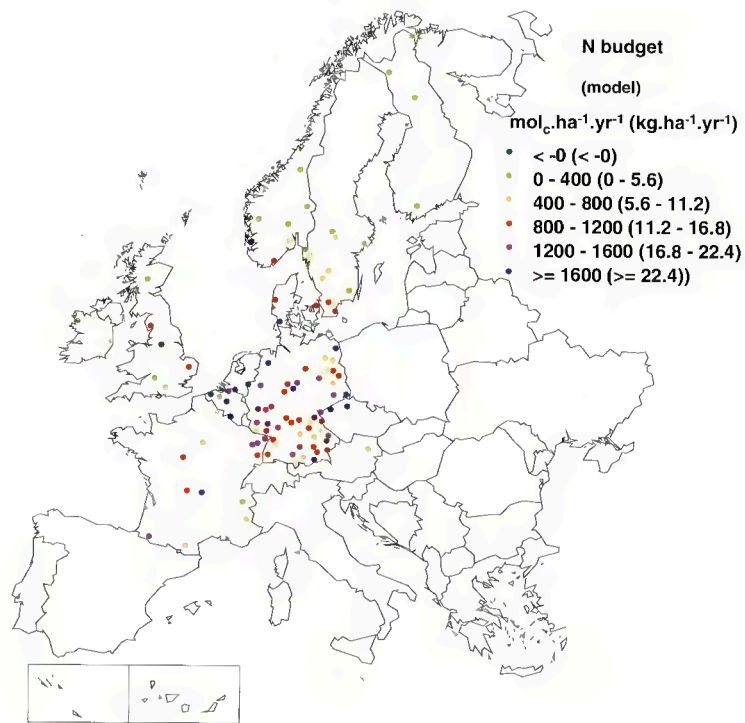 N budget
(model)
mol_c.ha⁻¹.yr⁻¹ (kg.ha⁻¹.yr⁻¹)
< -0 (< -0)
0 - 400 (0 - 5.6)
400 - 800 (5.6 - 11.2)
800 - 1200 (11.2 - 16.8)
1200 - 1600 (16.8 - 22.4)
>= 1600 (>= 22.4))